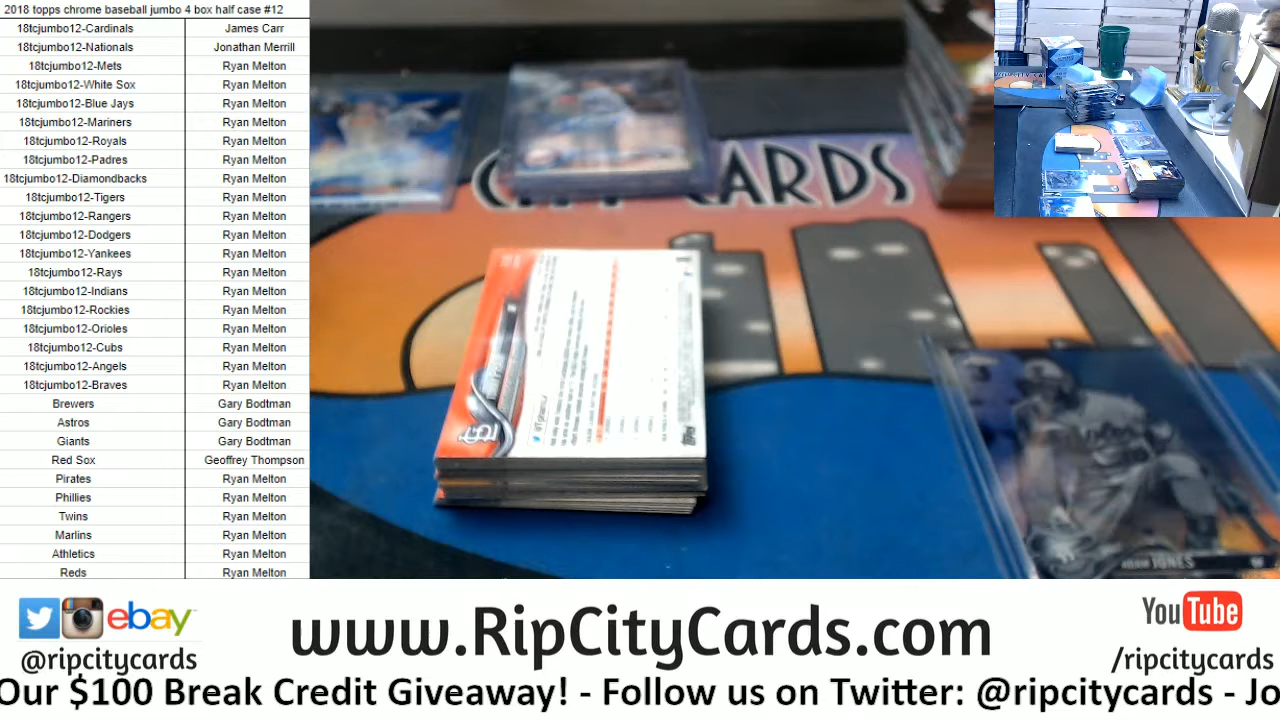 2018 topps chrome baseball jumbo 4 box half case #12
18tcjumbo12-Cardinals James Carr
18tcjumbo12-Nationals Jonathan Merrill
18tcjumbo12-Mets Ryan Melton
18tcjumbo12-White Sox Ryan Melton
18tcjumbo12-Blue Jays Ryan Melton
18tcjumbo12-Mariners Ryan Melton
18tcjumbo12-Royals Ryan Melton
18tcjumbo12-Padres Ryan Melton
18tcjumbo12-Diamondbacks Ryan Melton
18tcjumbo12-Tigers Ryan Melton
18tcjumbo12-Rangers Ryan Melton
18tcjumbo12-Dodgers Ryan Melton
18tcjumbo12-Yankees Ryan Melton
18tcjumbo12-Rays Ryan Melton
18tcjumbo12-Indians Ryan Melton
18tcjumbo12-Rockies Ryan Melton
18tcjumbo12-Orioles Ryan Melton
18tcjumbo12-Cubs Ryan Melton
18tcjumbo12-Angels Ryan Melton
18tcjumbo12-Braves Ryan Melton
Brewers Gary Bodtman
Astros Gary Bodtman
Giants Gary Bodtman
Red Sox Geoffrey Thompson
Pirates Ryan Melton
Phillies Ryan Melton
Twins Ryan Melton
Marlins Ryan Melton
Athletics Ryan Melton
Reds Ryan Melton
CARDS
topps
JONES
ebay
@ripcitycards
www.RipCityCards.com
YouTube
/ripcitycards
Our $100 Break Credit Giveaway! - Follow us on Twitter: @ripcitycards - Jo